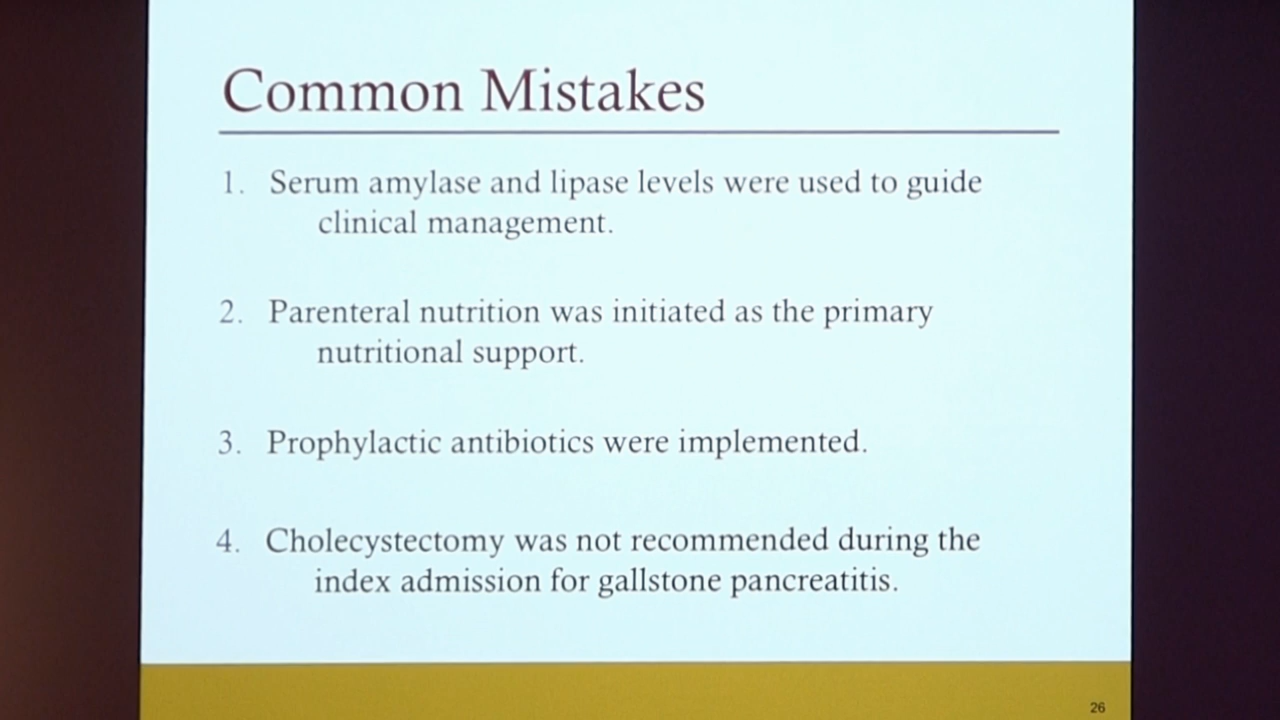 Common Mistakes
1. Serum amylase and lipase levels were used to guide
clinical management.
2. Parenteral nutrition was initiated as the primary
nutritional support.
3. Prophylactic antibiotics were implemented.
4. Cholecystectomy was not recommended during the
index admission for gallstone pancreatitis.
26